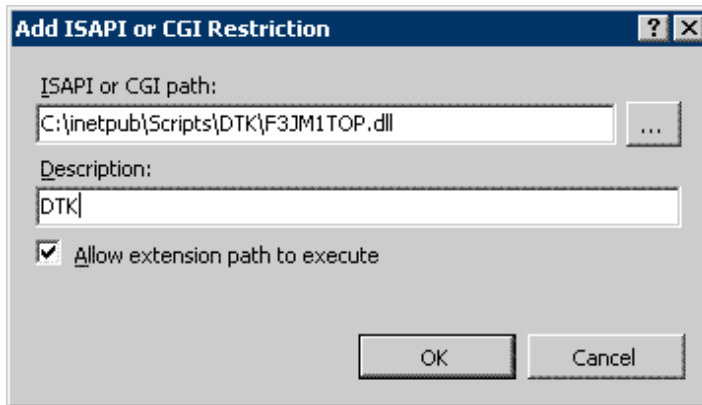 Add ISAPI or CGI Restriction
ISAPI or CGI path:
C:\inetpub\Scripts\DTK\F3JM1TOP.dll
...
Description:
DTK
Allow extension path to execute
OK
Cancel